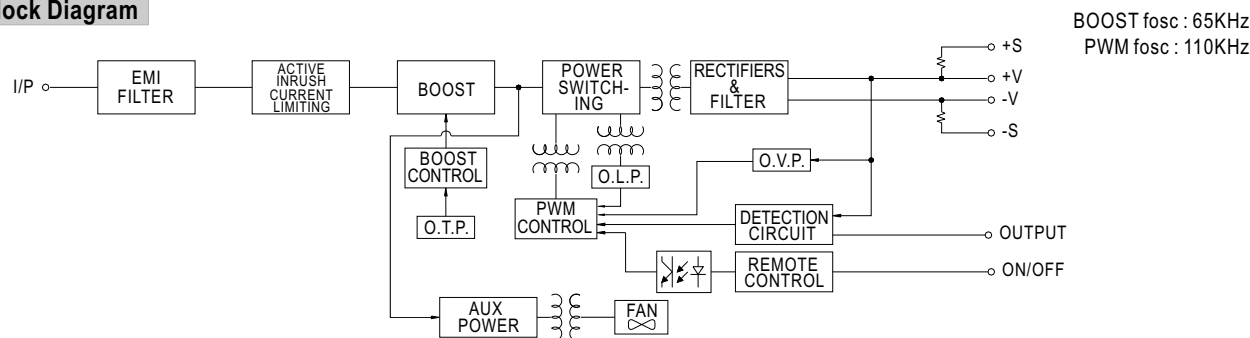 lock Diagram
BOOST fosc : 65KHz
PWM fosc : 110KHz
I/P
EMI
FILTER
ACTIVE
INRUSH
CURRENT
LIMITING
BOOST
POWER
SWITCH-
ING
RECTIFIERS
&
FILTER
+S
+V
-V
-S
BOOST
CONTROL
O.T.P.
O.L.P.
O.V.P.
PWM
CONTROL
DETECTION
CIRCUIT
OUTPUT
REMOTE
CONTROL
ON/OFF
AUX
POWER
FAN